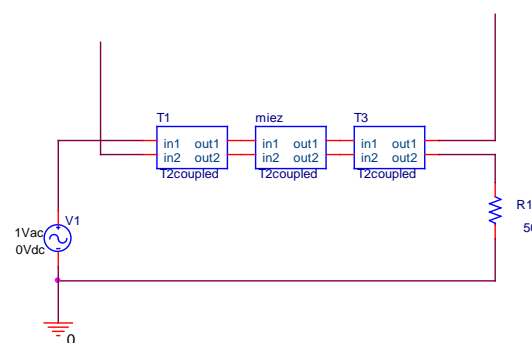 T1 miez T3
in1 out1 in1 out1 in1 out1
in2 out2 in2 out2 in2 out2
T2coupled T2coupled T2coupled
R1
V1
1Vac
0Vdc
0